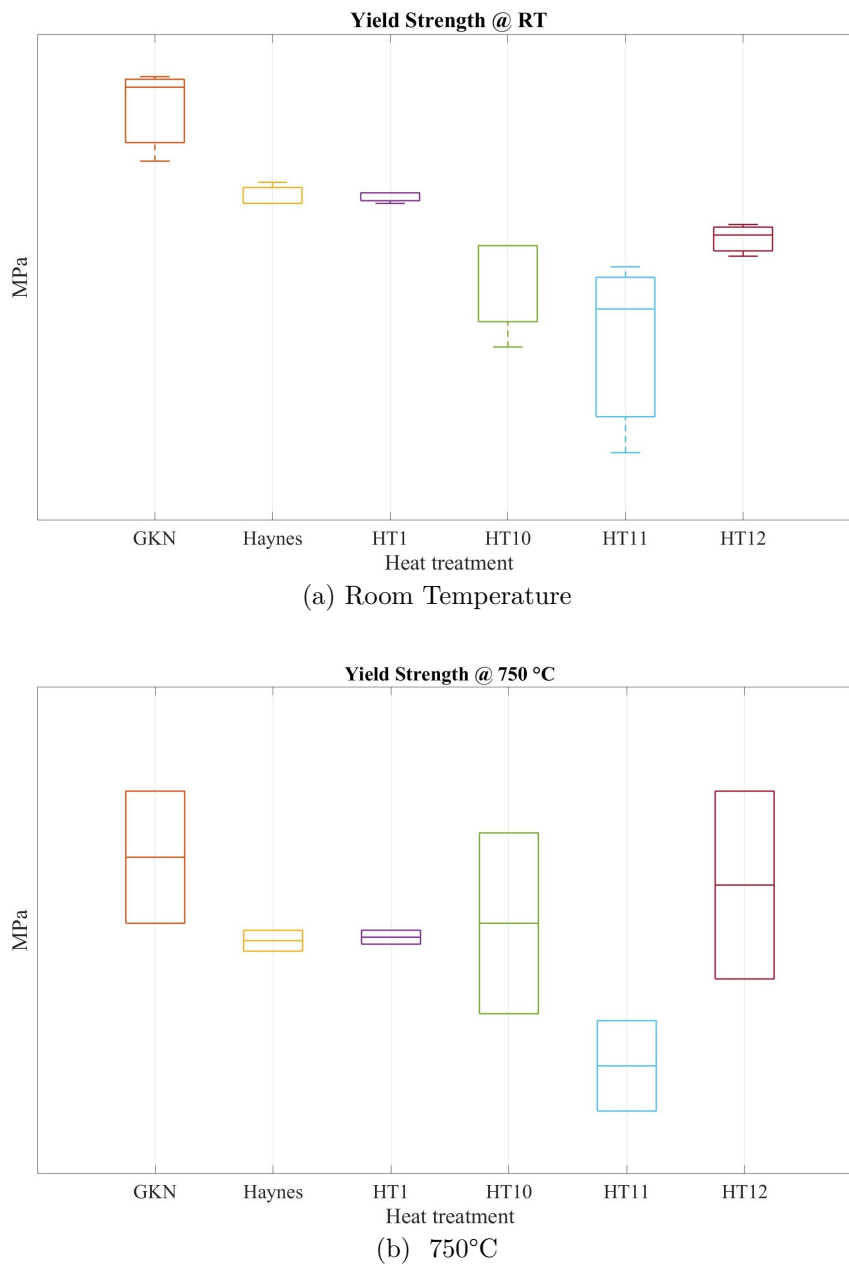 Yield Strength @ RT
MPa
GKN Haynes HT1 HT10 HT11 HT12
Heat treatment
(a) Room Temperature
Yield Strength @ 750 °C
MPa
GKN Haynes HT1 HT10 HT11 HT12
Heat treatment
(b) 750°C